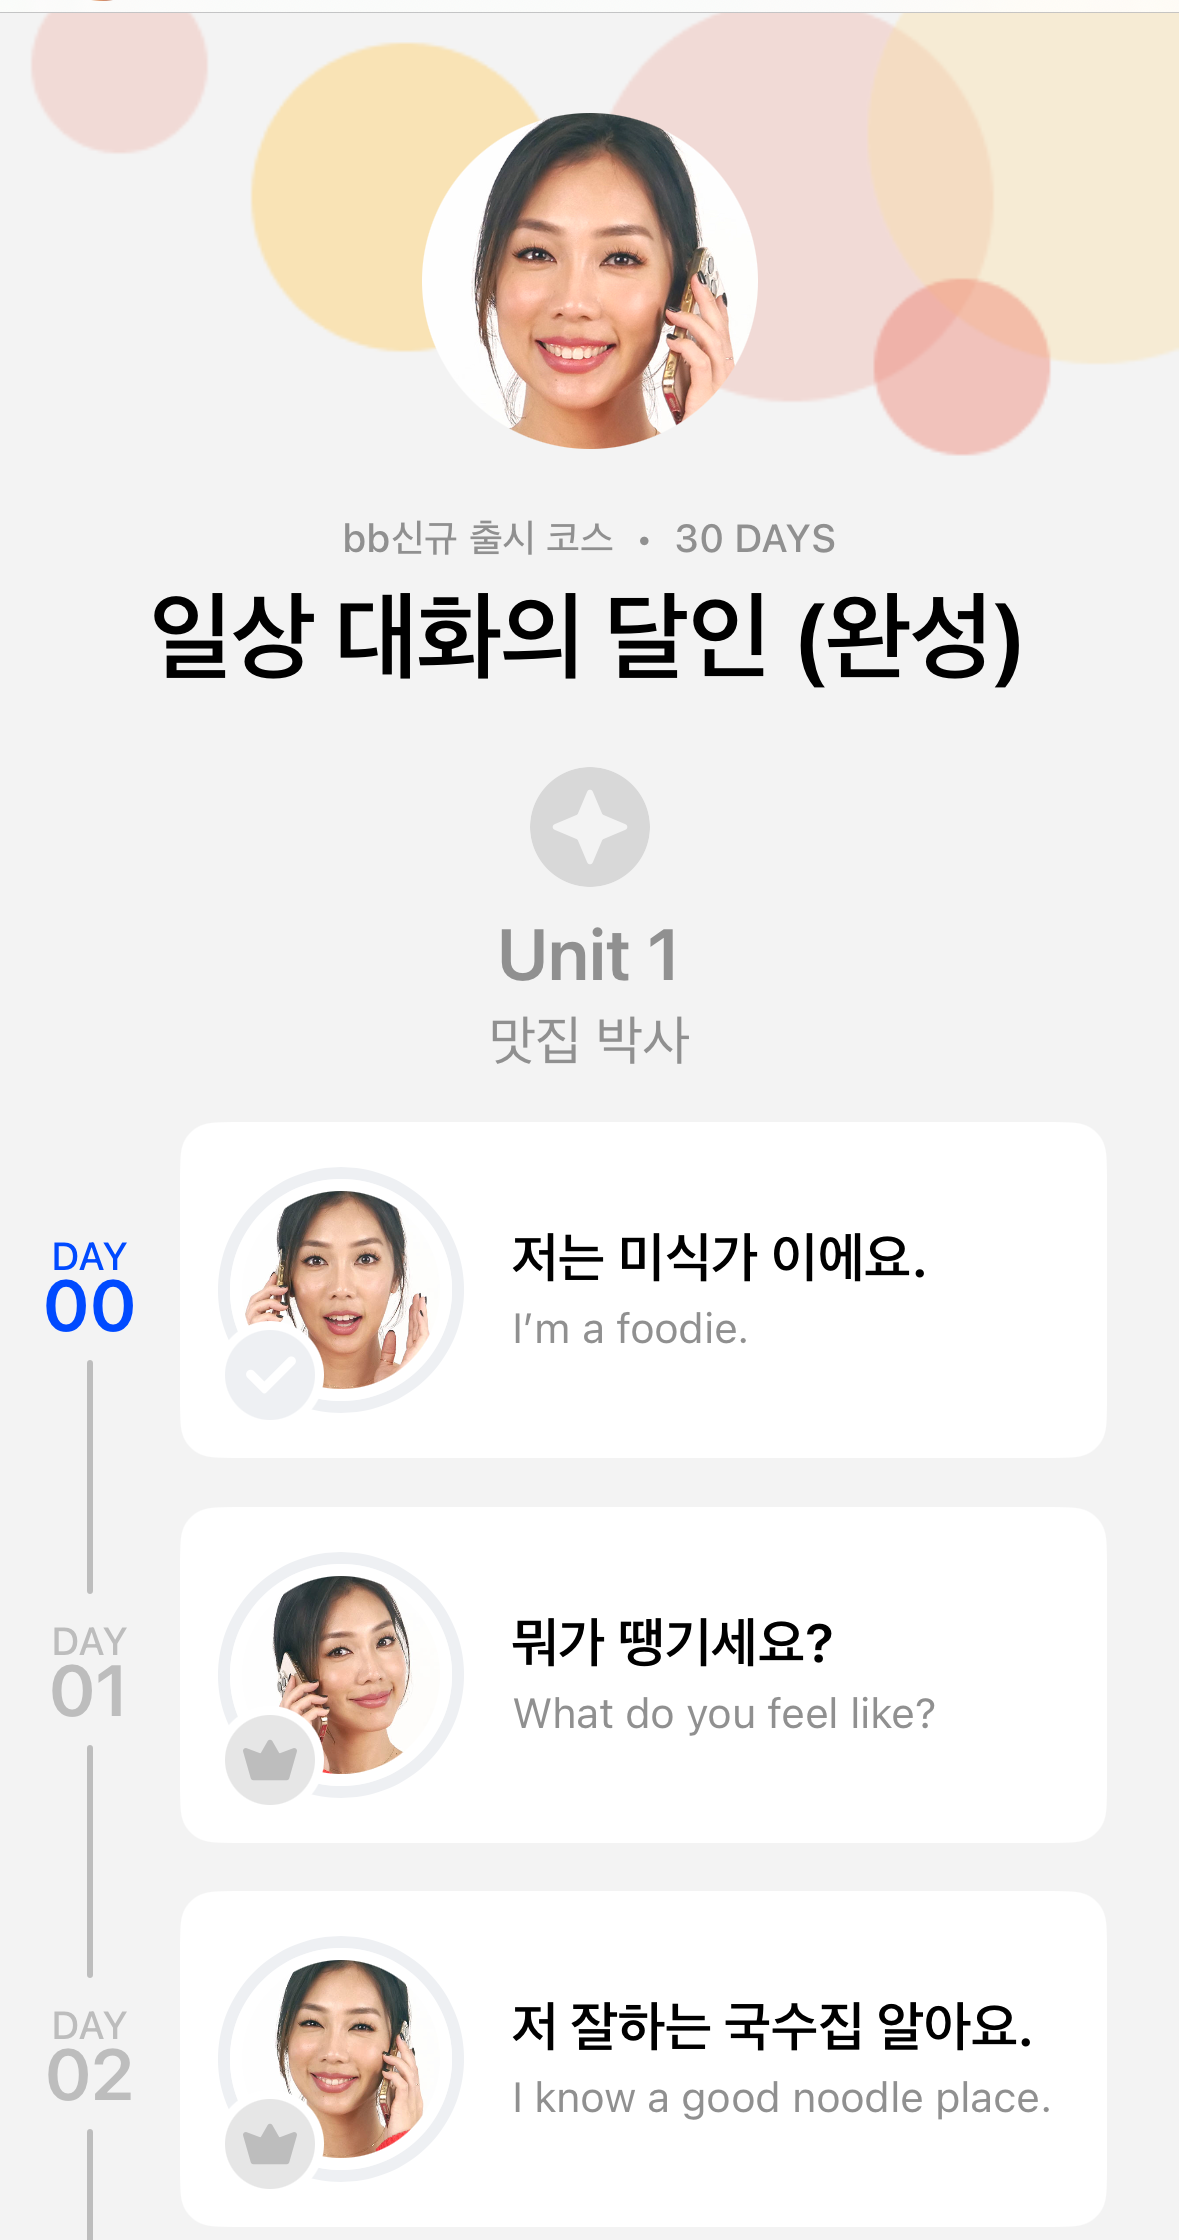 bb신규 출시 코스 • 30 DAYS
일상 대화의 달인 (완성)
Unit 1
맛집 박사
DAY
00
저는 미식가 이에요.
I'm a foodie.
DAY
01
뭐가 땡기세요?
What do you feel like?
DAY
02
저 잘하는 국수집 알아요.
I know a good noodle place.